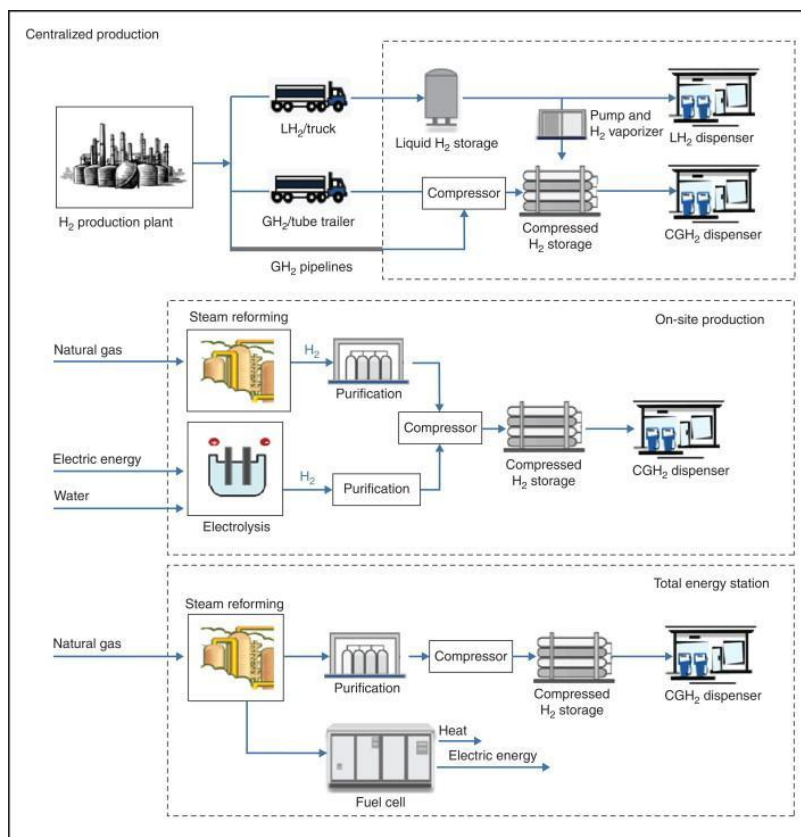 Centralized production
LH₂/truck
Liquid H₂ storage
Pump and
H₂ vaporizer
LH₂ dispenser
H₂ production plant
GH₂/tube trailer
Compressor
Compressed
H₂ storage
CGH₂ dispenser
GH₂ pipelines
Steam reforming
On-site production
Natural gas
H₂
Purification
Compressor
Electric energy
Compressed
H₂ storage
CGH₂ dispenser
Water
H₂
Purification
Electrolysis
Total energy station
Steam reforming
Natural gas
Purification
Compressor
Compressed
H₂ storage
CGH₂ dispenser
Heat
Electric energy
Fuel cell